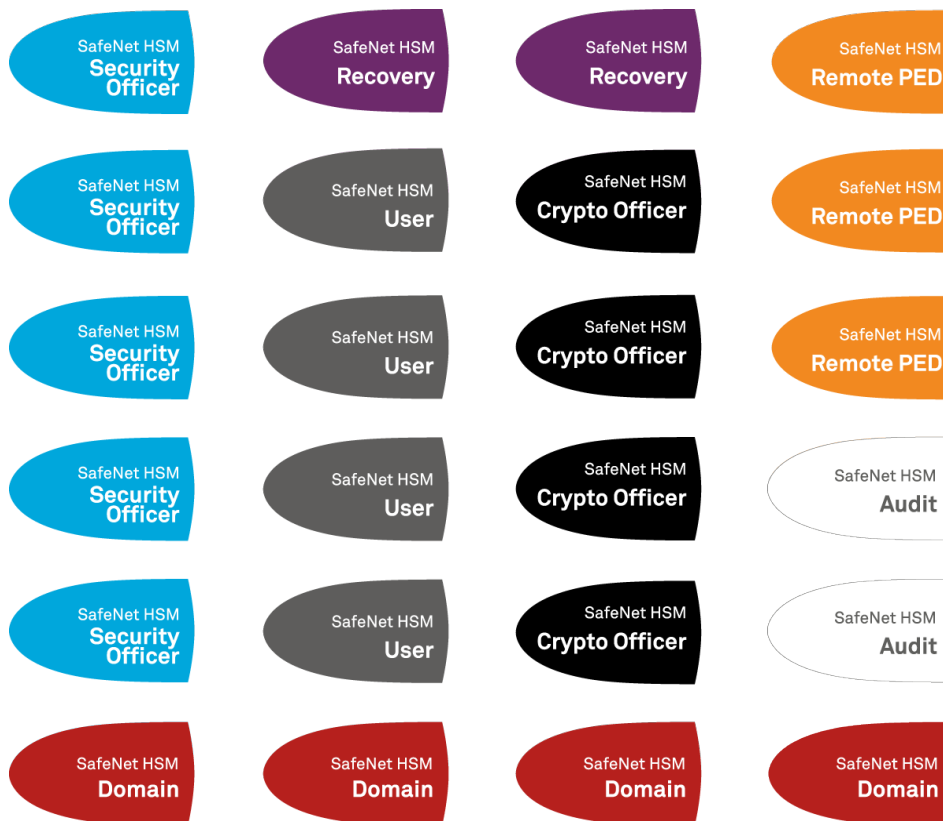 SafeNet HSM
Security
Officer
SafeNet HSM
Recovery
SafeNet HSM
Recovery
SafeNet HSM
Remote PED
SafeNet HSM
Security
Officer
SafeNet HSM
User
SafeNet HSM
Crypto Officer
SafeNet HSM
Remote PED
SafeNet HSM
Security
Officer
SafeNet HSM
User
SafeNet HSM
Crypto Officer
SafeNet HSM
Remote PED
SafeNet HSM
Security
Officer
SafeNet HSM
User
SafeNet HSM
Crypto Officer
SafeNet HSM
Audit
SafeNet HSM
Security
Officer
SafeNet HSM
User
SafeNet HSM
Crypto Officer
SafeNet HSM
Audit
SafeNet HSM
Domain
SafeNet HSM
Domain
SafeNet HSM
Domain
SafeNet HSM
Domain